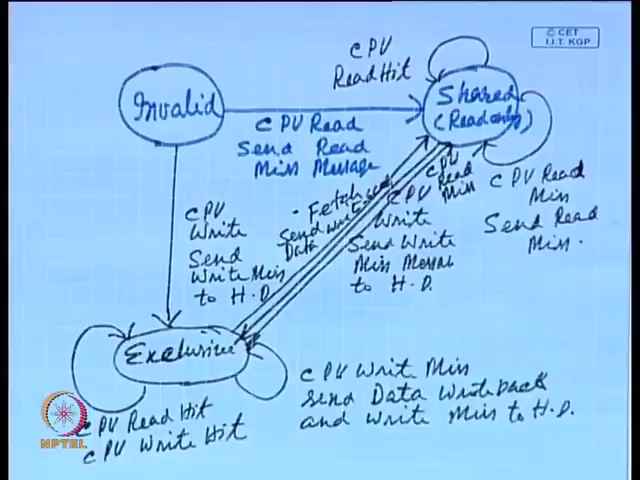 © CET
I.I.T. KGP
CPU
Read Hit
Invalid
Shared
(Read only)
CPU Read
Send Read
Miss Message
CPU
Read
Miss
CPU Read
Miss
Send Read
Miss.
CPU
Write
Send
Write Miss
to H.D
Fetch
Send Write
Data
CPU
Write
Send Write
Miss
to H.D.
Exclusive
CPU Read Hit
CPU Write Hit
CPU Write Miss
Send Data Write back
and Write Miss to H.D.
NPTEL